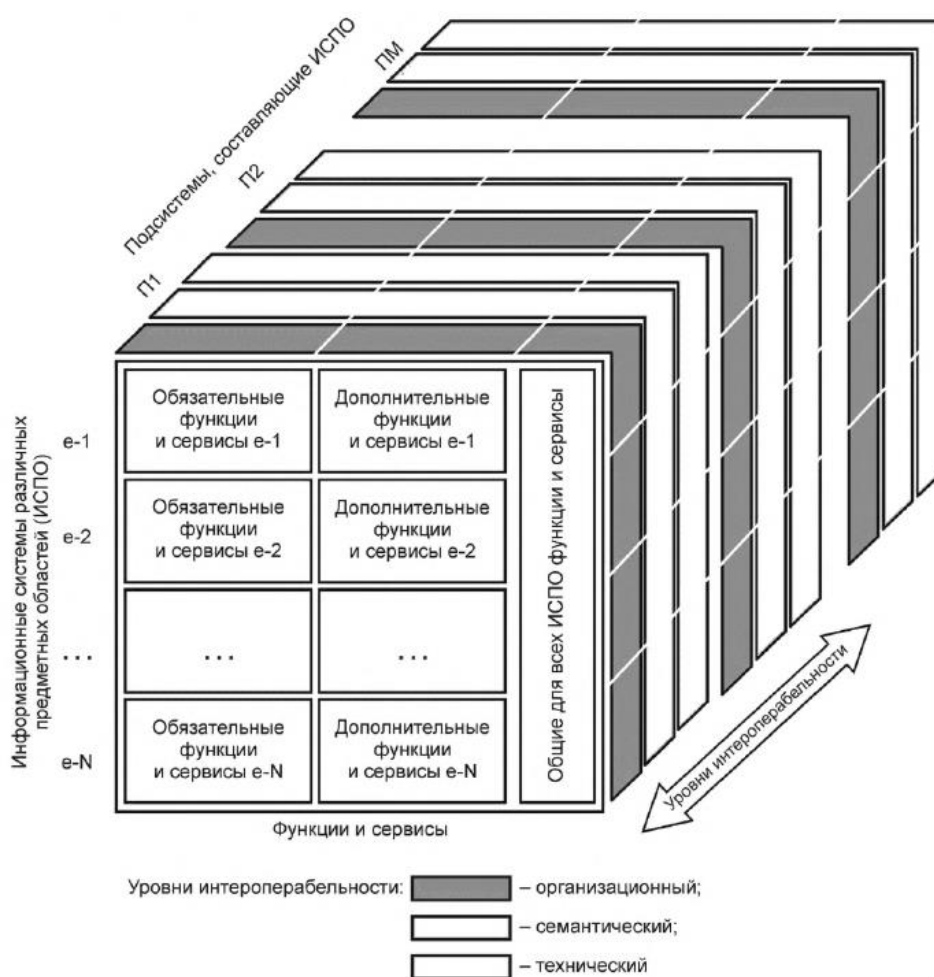 Подсистемы, составляющие ИСПО
ПМ
П2
П1
Информационные системы различных
предметных областей (ИСПО)
е-1
Обязательные
функции
и сервисы е-1
Дополнительные
функции
и сервисы е-1
е-2
Обязательные
функции
и сервисы е-2
Дополнительные
функции
и сервисы е-2
...
...
...
е-N
Обязательные
функции
и сервисы е-N
Дополнительные
функции
и сервисы е-N
Общие для всех ИСПО функции и сервисы
Уровни интероперабельности
Функции и сервисы
Уровни интероперабельности:
– организационный;
– семантический;
– технический